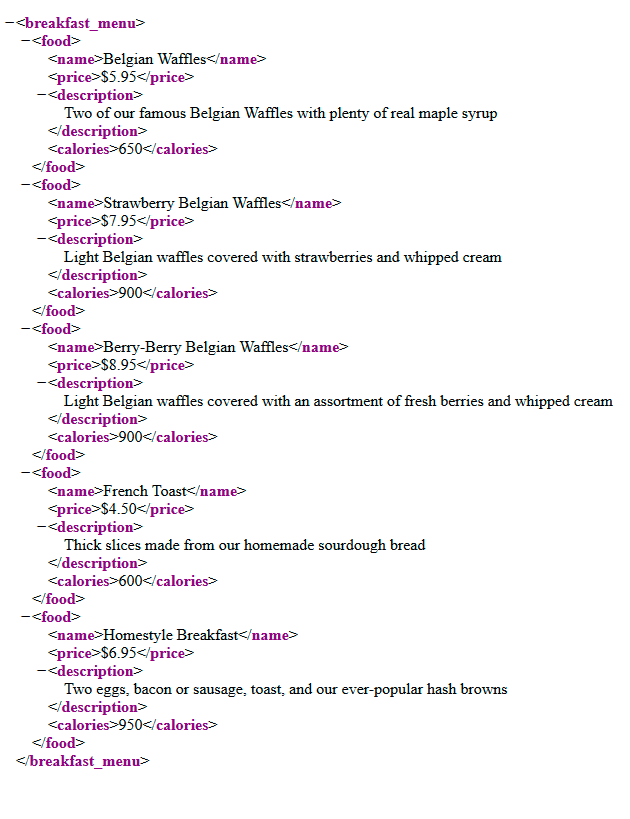 −<breakfast_menu>
−<food>
<name>Belgian Waffles</name>
<price>$5.95</price>
−<description>
Two of our famous Belgian Waffles with plenty of real maple syrup
</description>
<calories>650</calories>
</food>
−<food>
<name>Strawberry Belgian Waffles</name>
<price>$7.95</price>
−<description>
Light Belgian waffles covered with strawberries and whipped cream
</description>
<calories>900</calories>
</food>
−<food>
<name>Berry-Berry Belgian Waffles</name>
<price>$8.95</price>
−<description>
Light Belgian waffles covered with an assortment of fresh berries and whipped cream
</description>
<calories>900</calories>
</food>
−<food>
<name>French Toast</name>
<price>$4.50</price>
−<description>
Thick slices made from our homemade sourdough bread
</description>
<calories>600</calories>
</food>
−<food>
<name>Homestyle Breakfast</name>
<price>$6.95</price>
−<description>
Two eggs, bacon or sausage, toast, and our ever-popular hash browns
</description>
<calories>950</calories>
</food>
</breakfast_menu>